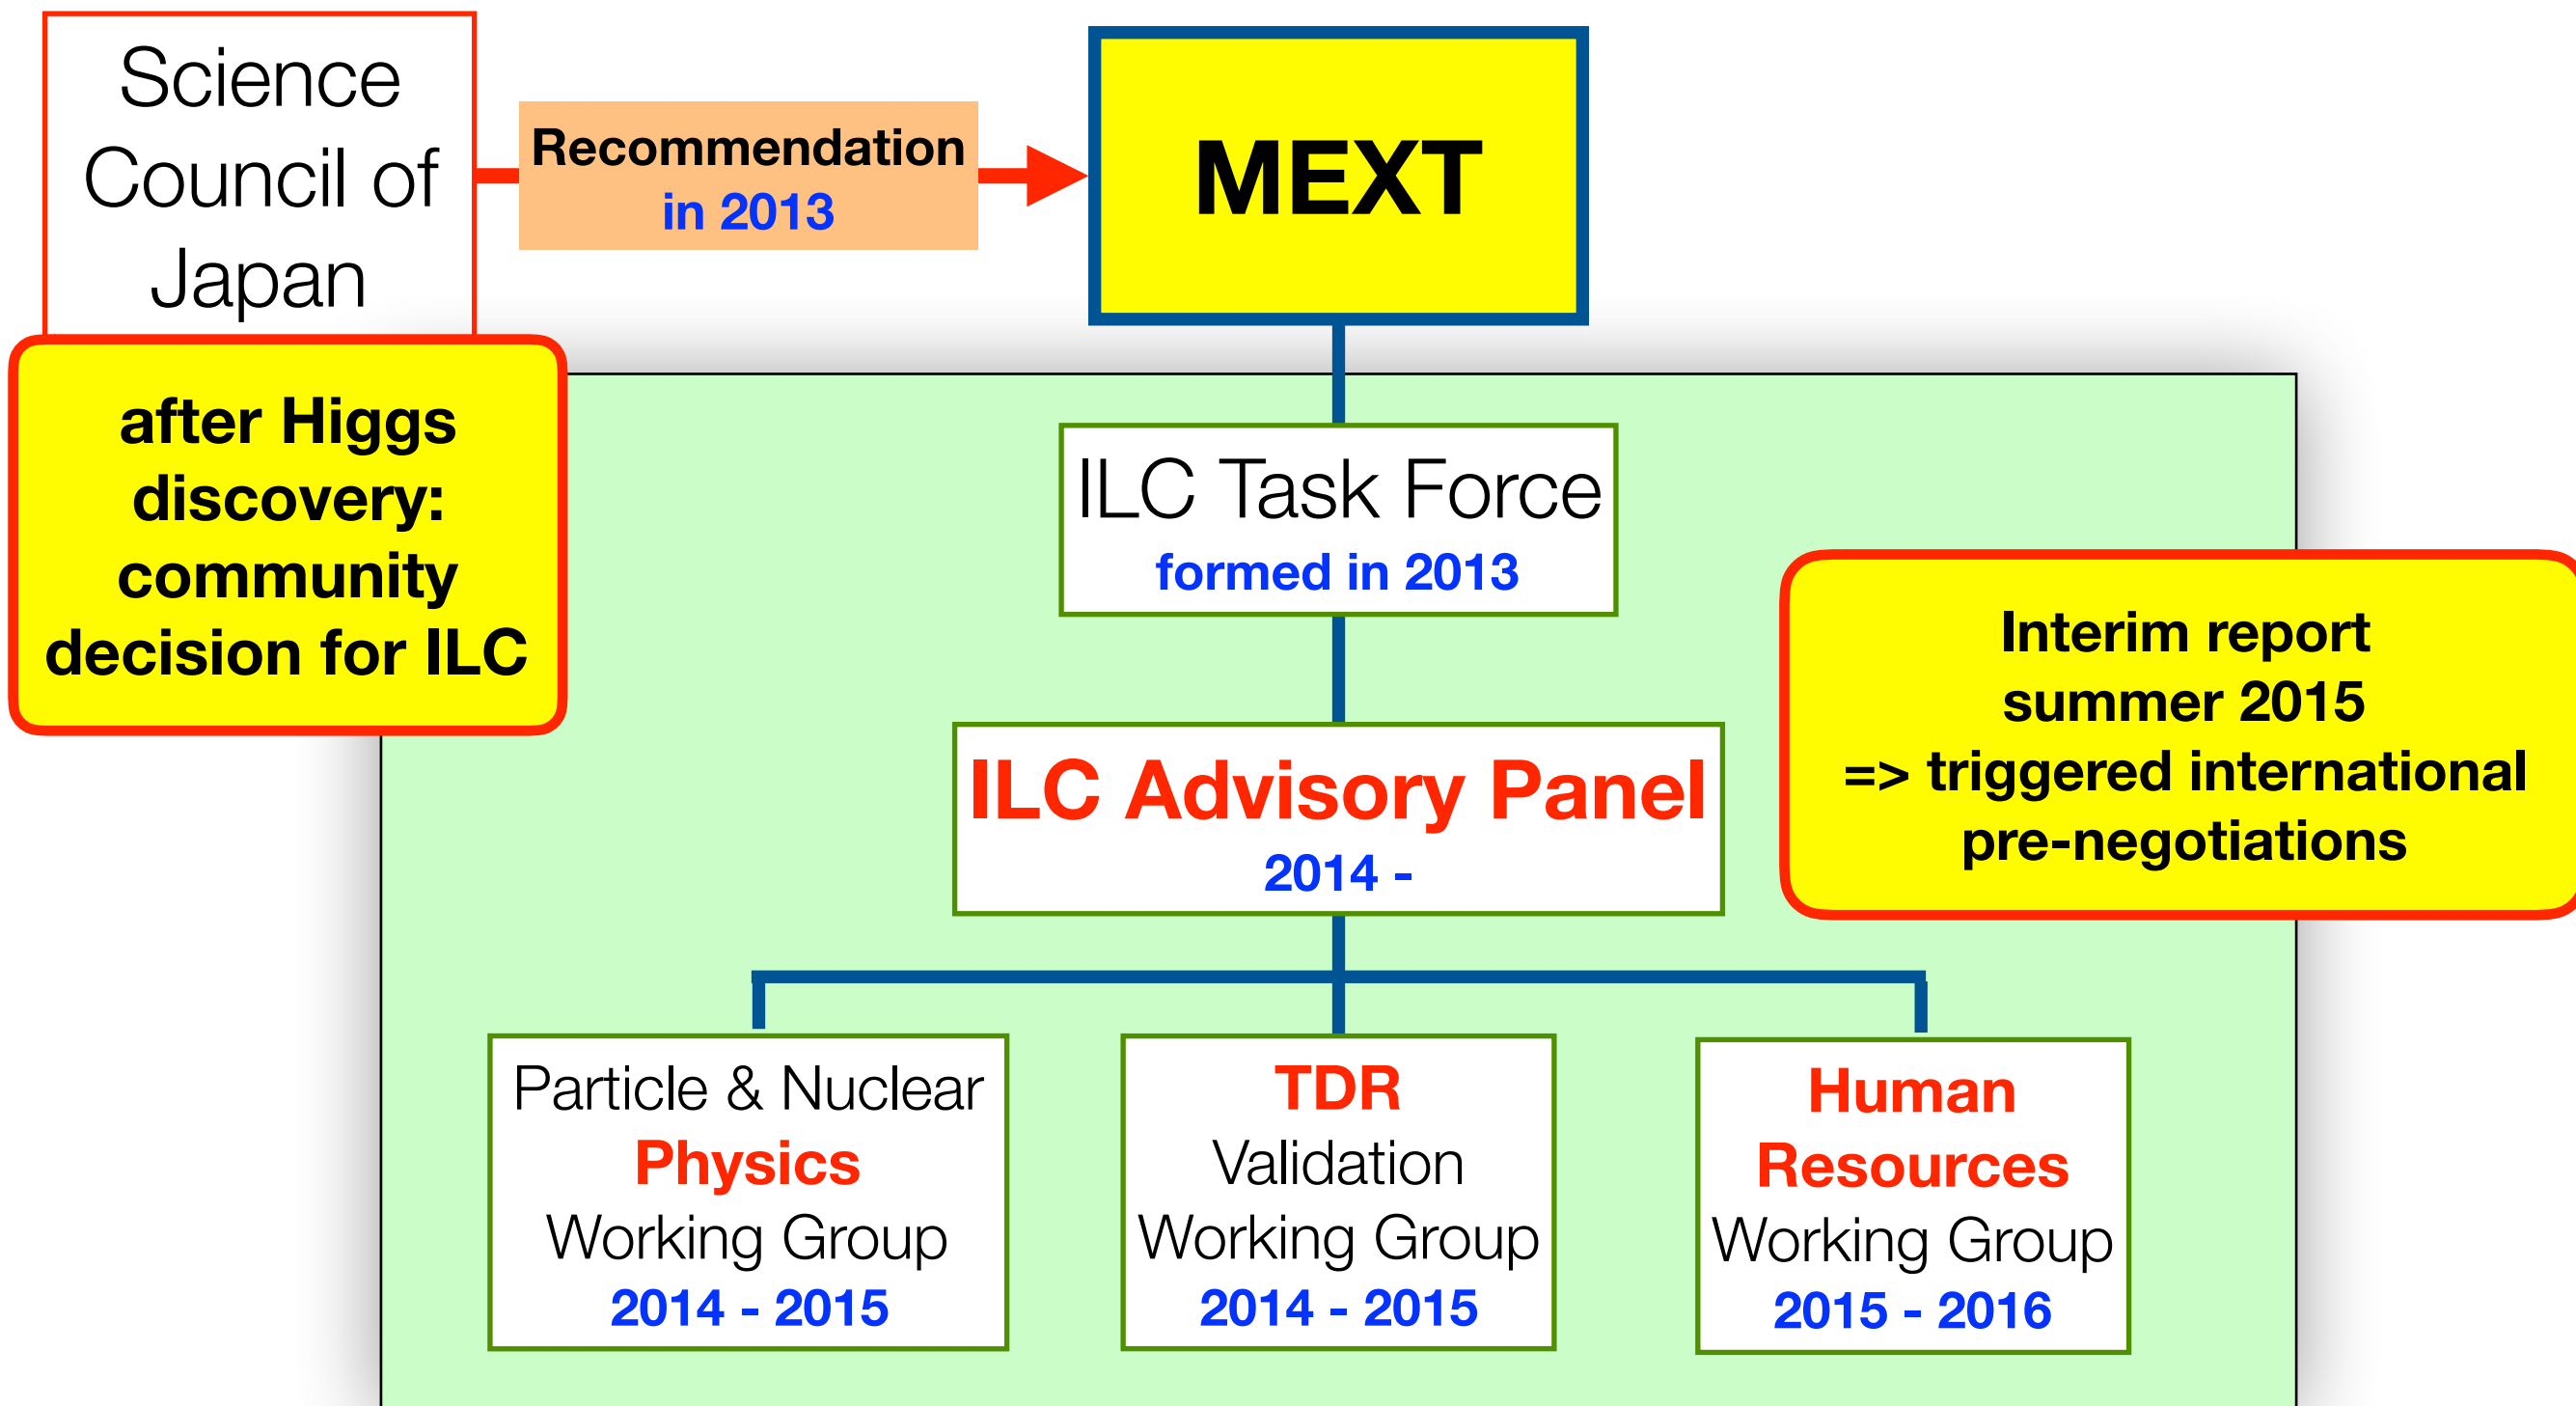 Science
Council of
Japan
Recommendation
in 2013
MEXT
after Higgs
discovery:
community
decision for ILC
ILC Task Force
formed in 2013
Interim report
summer 2015
=> triggered international
pre-negotiations
ILC Advisory Panel
2014 -
Particle & Nuclear
Physics
Working Group
2014 - 2015
TDR
Validation
Working Group
2014 - 2015
Human
Resources
Working Group
2015 - 2016